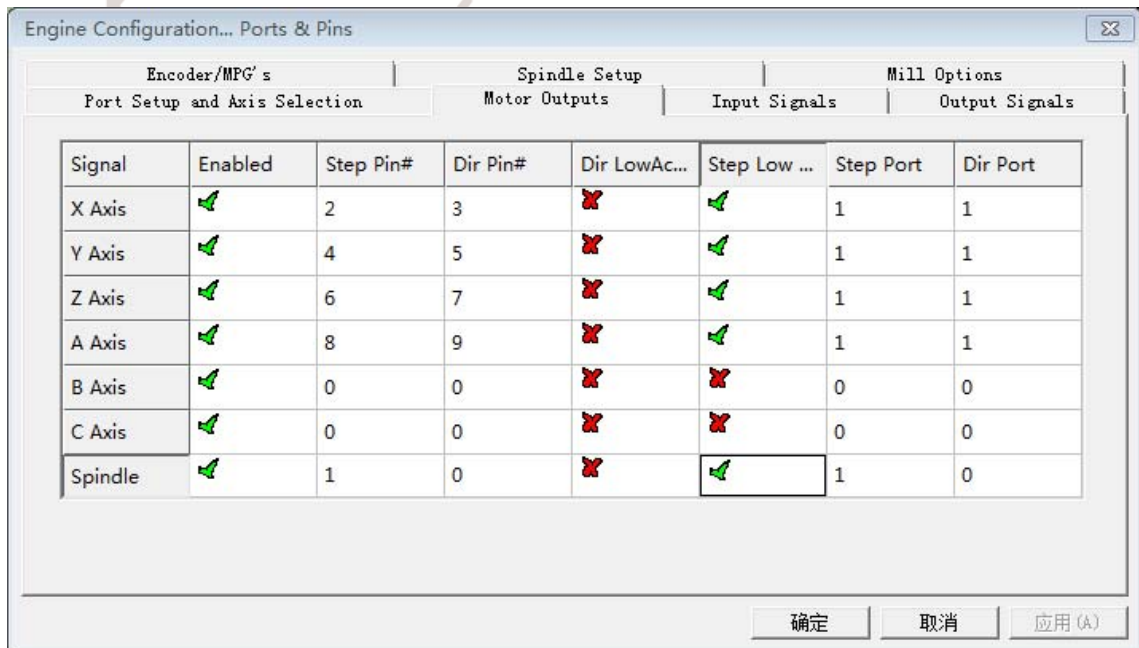 Engine Configuration... Ports & Pins
Encoder/MPG's Spindle Setup Mill Options
Port Setup and Axis Selection Motor Outputs Input Signals Output Signals
Signal Enabled Step Pin# Dir Pin# Dir LowAc... Step Low ... Step Port Dir Port
X Axis 2 3 1 1
Y Axis 4 5 1 1
Z Axis 6 7 1 1
A Axis 8 9 1 1
B Axis 0 0 0 0
C Axis 0 0 0 0
Spindle 1 0 1 0
确定 取消 应用(A)